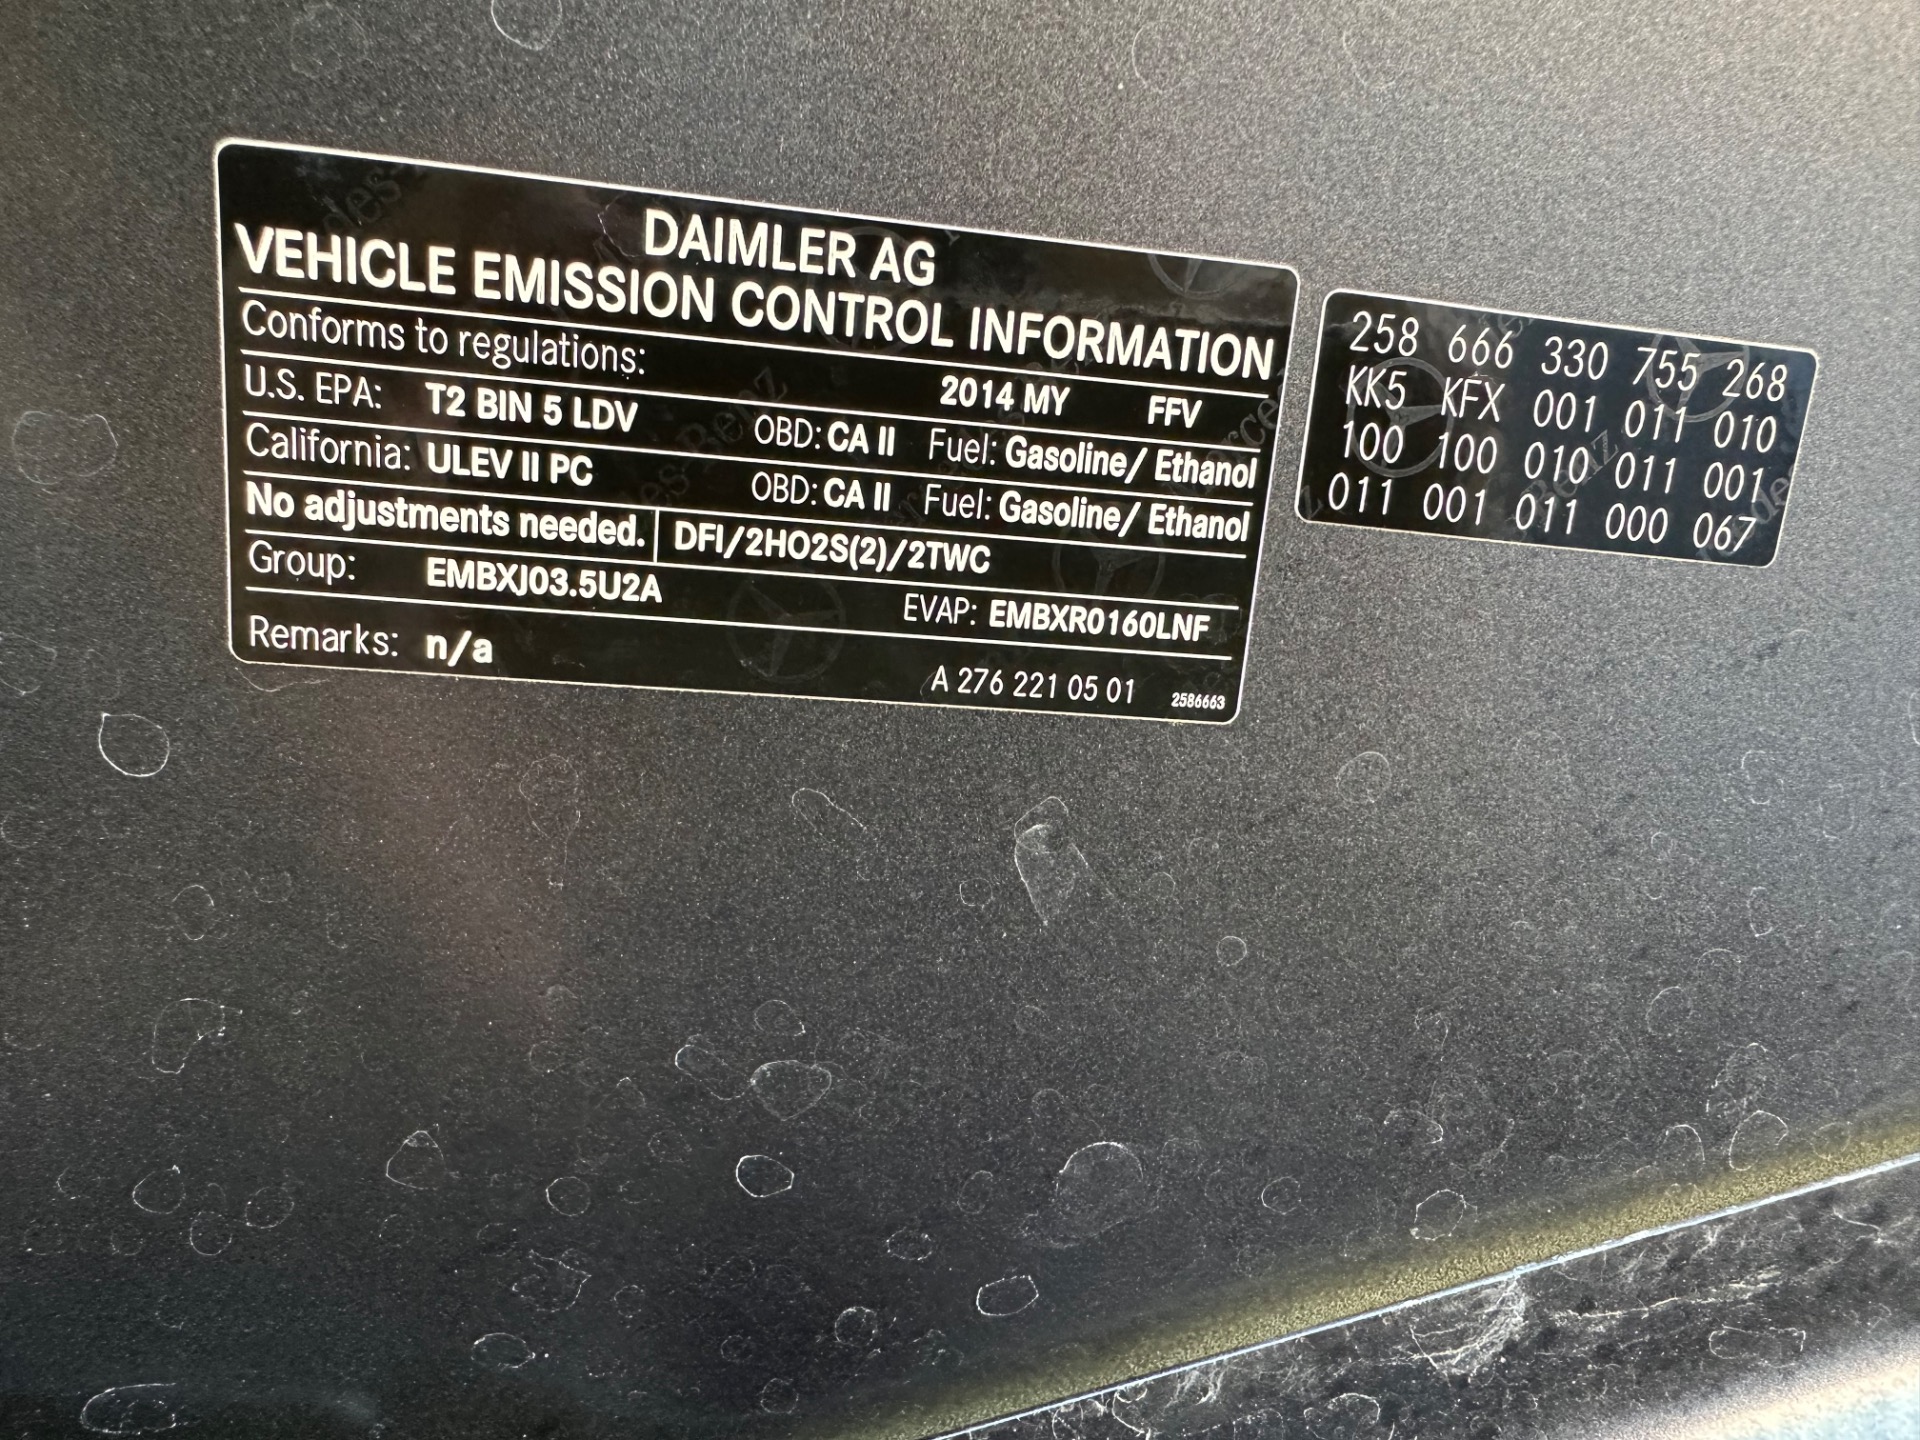 DAIMLER AG
VEHICLE EMISSION CONTROL INFORMATION
Conforms to regulations: 2014 MY FFV
U.S. EPA: T2 BIN 5 LDV OBD: CA II Fuel: Gasoline/ Ethanol
California: ULEV II PC OBD: CA II Fuel: Gasoline/ Ethanol
No adjustments needed. DFI/2HO2S(2)/2TWC
Group: EMBXJ03.5U2A EVAP: EMBXR0160LNF
Remarks: n/a
A 276 221 05 01 2586663
258 666 330 755 268
KK5 KFX 001 011 010
100 100 010 011 001
011 001 011 000 067